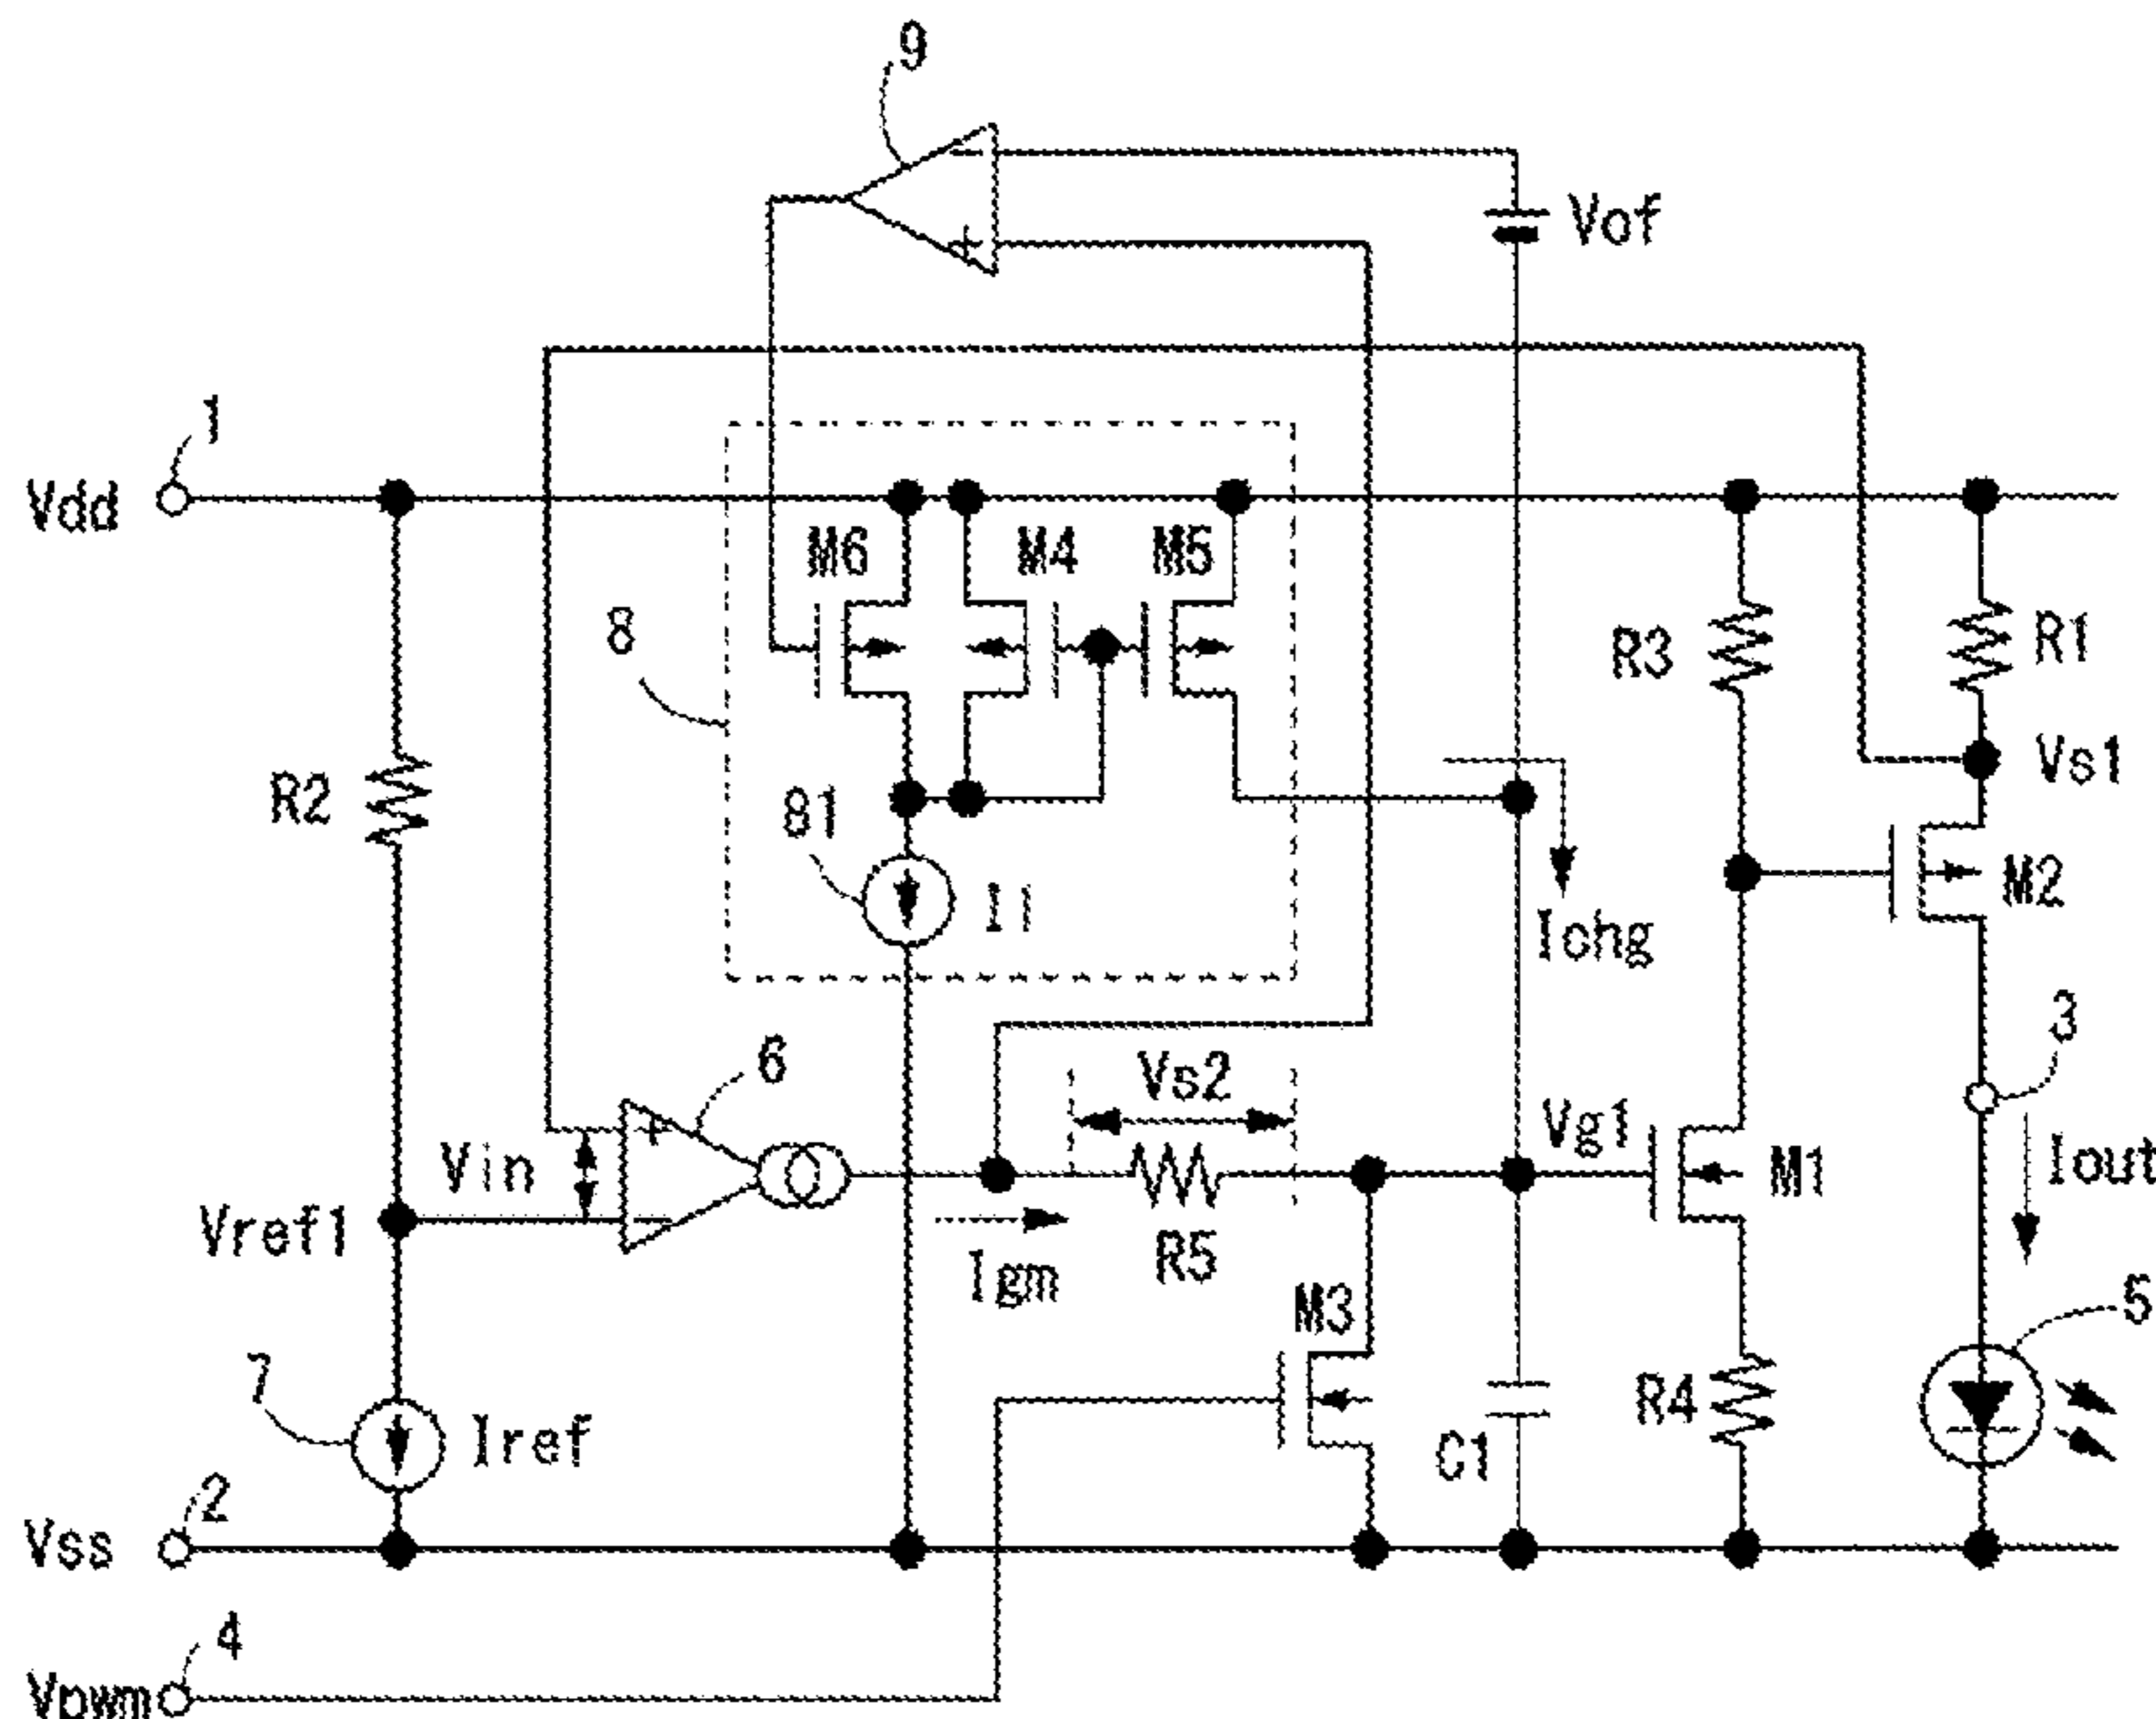 9
Vof
1
Vdd
M6
M4
M5
8
R3
R1
R2
Vs1
81
I1
M2
Ichg
3
6
Vs2
Vin
Vg1
M1
Iout
Vref1
Igm
R5
M3
5
7
Iref
C1
R4
2
Vss
4
Vpwm